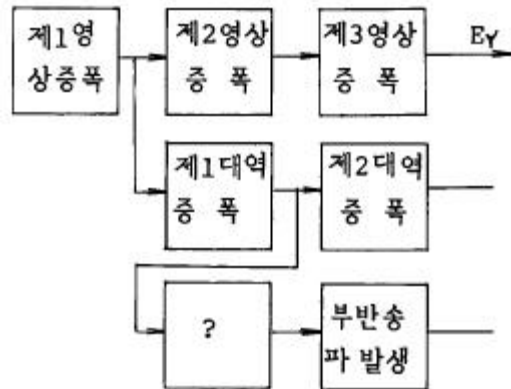 제1영
상증폭
제2영상
증 폭
제3영상
증 폭
EY
제1대역
증 폭
제2대역
증 폭
?
부반송
파 발생